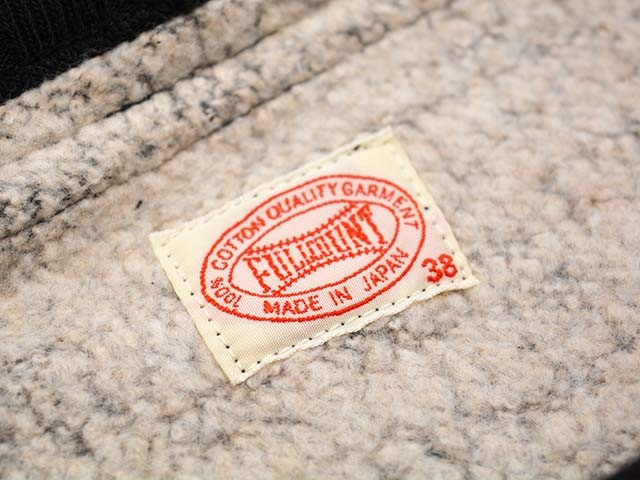 100% COTTON QUALITY GARMENT
FULLCOUNT
MADE IN JAPAN
38